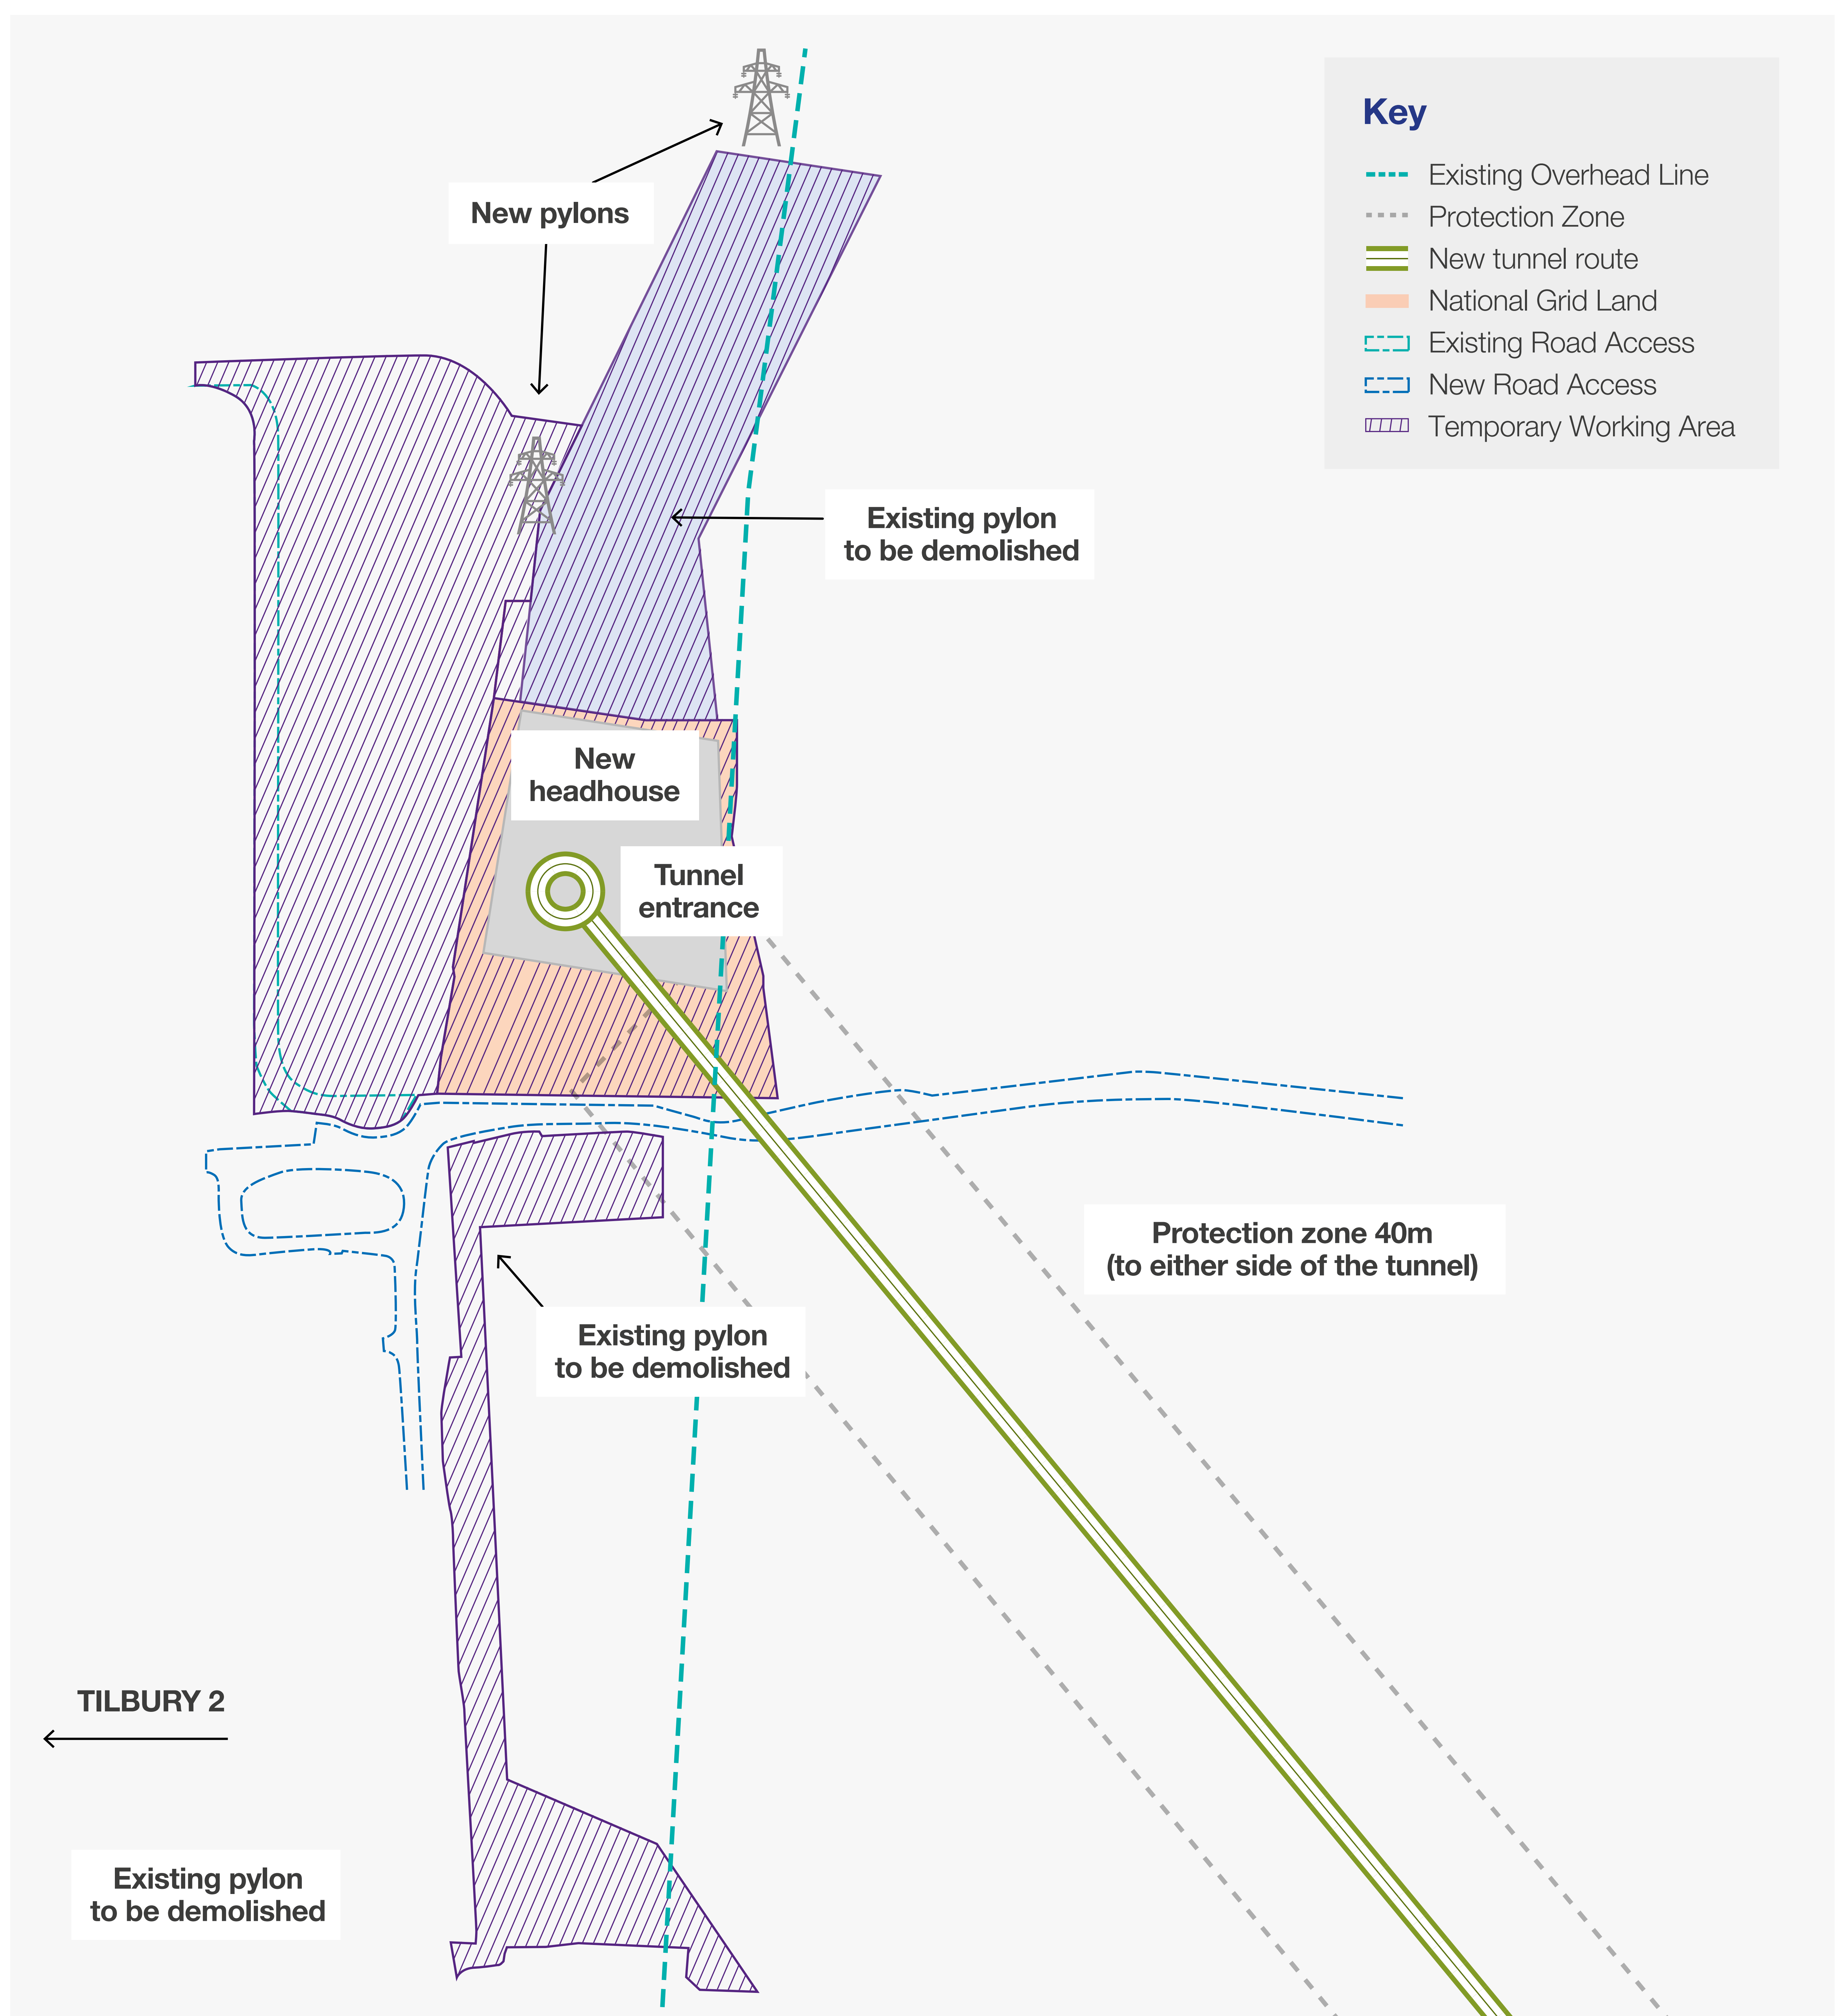 Key
Existing Overhead Line
Protection Zone
New tunnel route
National Grid Land
Existing Road Access
New Road Access
Temporary Working Area
New pylons
Existing pylon
to be demolished
New
headhouse
Tunnel
entrance
Protection zone 40m
(to either side of the tunnel)
Existing pylon
to be demolished
TILBURY 2
Existing pylon
to be demolished